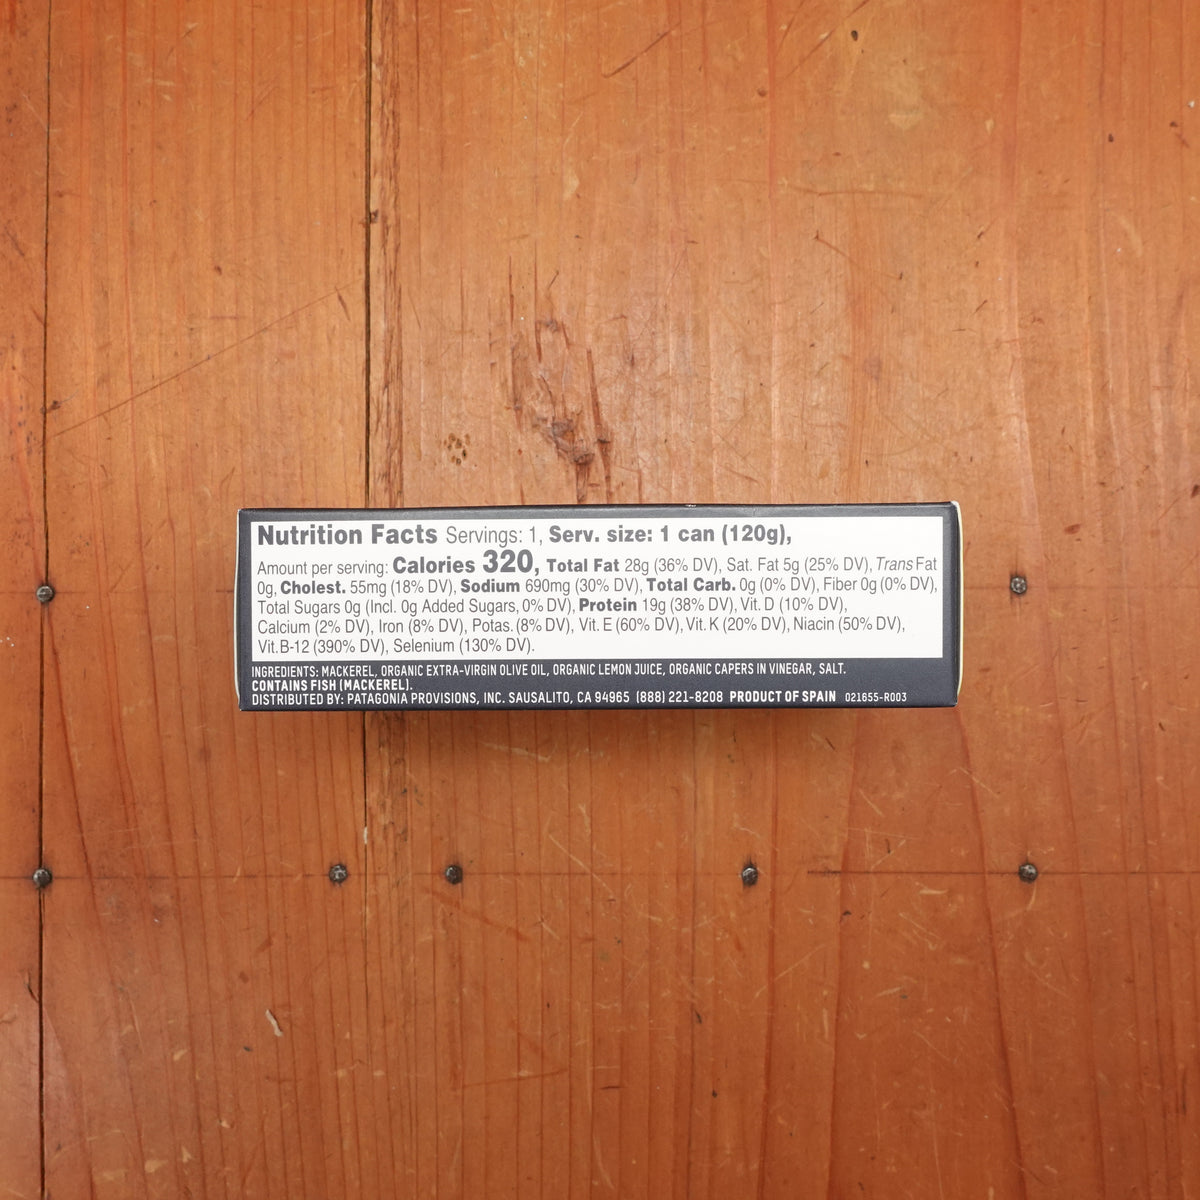 Nutrition Facts Servings: 1, Serv. size: 1 can (120g),
Amount per serving: Calories 320, Total Fat 28g (36% DV), Sat. Fat 5g (25% DV), Trans Fat
0g, Cholest. 55mg (18% DV), Sodium 690mg (30% DV), Total Carb. 0g (0% DV), Fiber 0g (0% DV),
Total Sugars 0g (Incl. 0g Added Sugars, 0% DV), Protein 19g (38% DV), Vit. D (10% DV),
Calcium (2% DV), Iron (8% DV), Potas. (8% DV), Vit. E (60% DV), Vit. K (20% DV), Niacin (50% DV),
Vit. B-12 (390% DV), Selenium (130% DV).
INGREDIENTS: MACKEREL, ORGANIC EXTRA-VIRGIN OLIVE OIL, ORGANIC LEMON JUICE, ORGANIC CAPERS IN VINEGAR, SALT.
CONTAINS FISH (MACKEREL).
DISTRIBUTED BY: PATAGONIA PROVISIONS, INC. SAUSALITO, CA 94965 (888) 221-8208 PRODUCT OF SPAIN 021655-R003